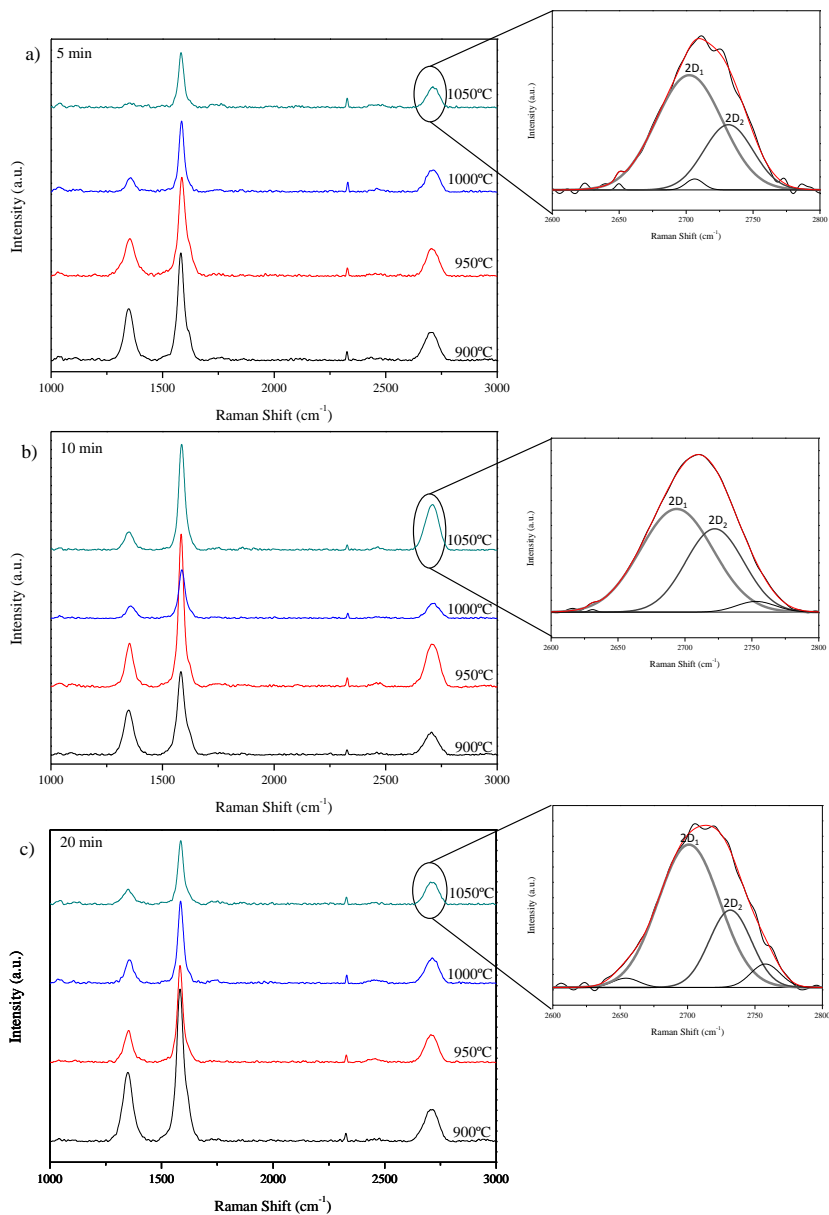 a)
5 min
1050ºC
1000ºC
950ºC
900ºC
Intensity (a.u.)
1000 1500 2000 2500 3000
Raman Shift (cm-1)
2D1
2D2
Intensity (a.u.)
2600 2650 2700 2750 2800
Raman Shift (cm-1)
b)
10 min
1050ºC
1000ºC
950ºC
900ºC
Intensity (a.u.)
1000 1500 2000 2500 3000
Raman Shift (cm-1)
2D1
2D2
Intensity (a.u.)
2600 2650 2700 2750 2800
Raman Shift (cm-1)
c)
20 min
1050ºC
1000ºC
950ºC
900ºC
Intensity (a.u.)
1000 1500 2000 2500 3000
Raman Shift (cm-1)
2D1
2D2
Intensity (a.u.)
2600 2650 2700 2750 2800
Raman Shift (cm-1)